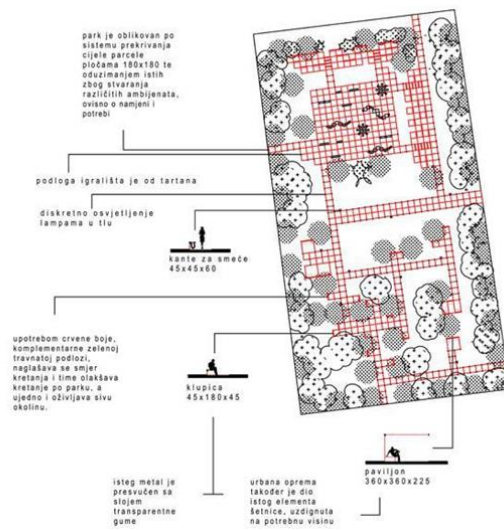 park je oblikovan po
sistemu prekrivanja
cijele parcele
pločama 180x180 te
oduzimanjem istih
zbog stvaranja
različitih ambijenata,
ovisno o namjeni i
potrebi
podloga igrališta je od tartana
diskretno osvjetljenje
lampama u tlu
kante za smeće
45x45x60
upotrebom crvene boje,
komplementarne zelenoj
travnatoj podlozi,
naglašava se smjer
kretanja i time olakšava
kretanje po parku, a
ujedno i oživljava sivu
okolinu.
klupica
45x180x45
isteg metal je
presvučen sa
slojem
transparentne
gume
urbana oprema
također je dio
istog elementa
šetnice, uzdignuta
na potrebnu visinu
paviljon
360x360x225